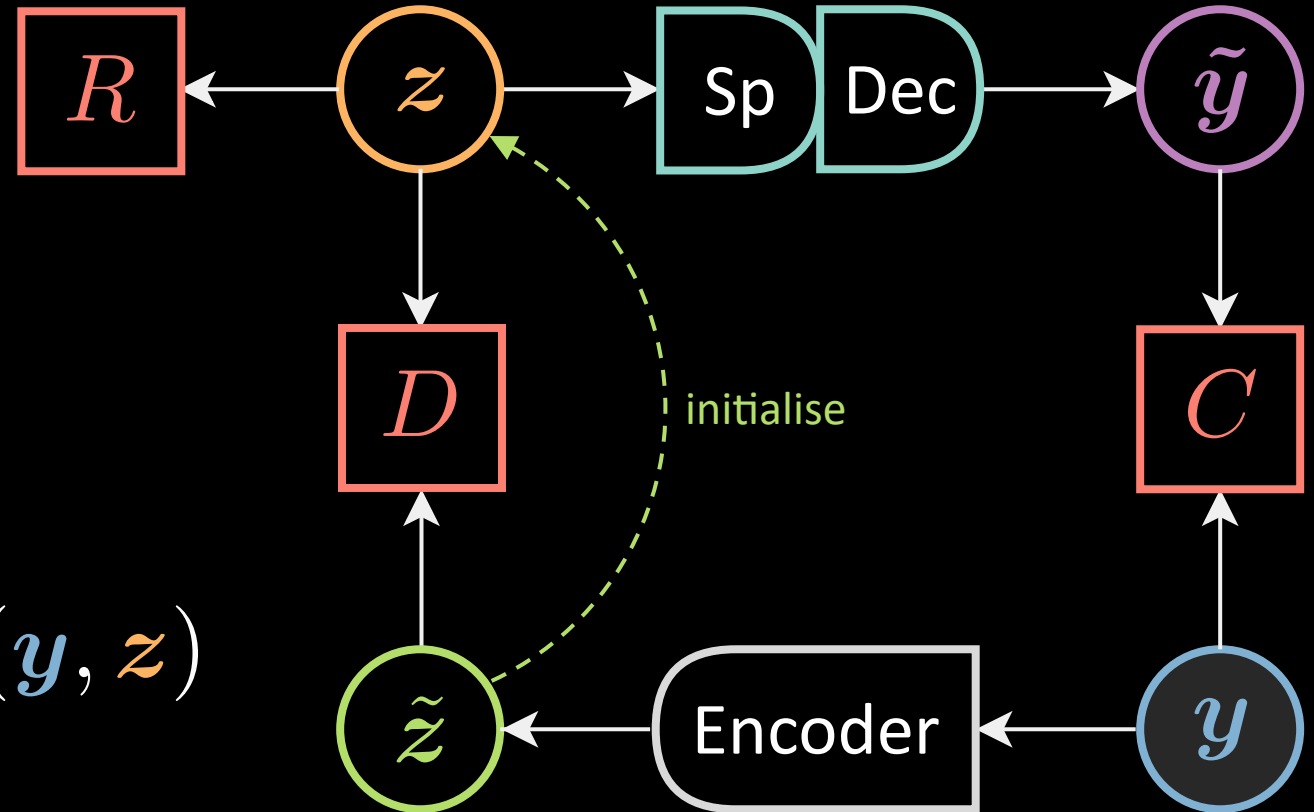 R z Sp Dec ỹ
D initialise C
(y, z)
z̃ Encoder y